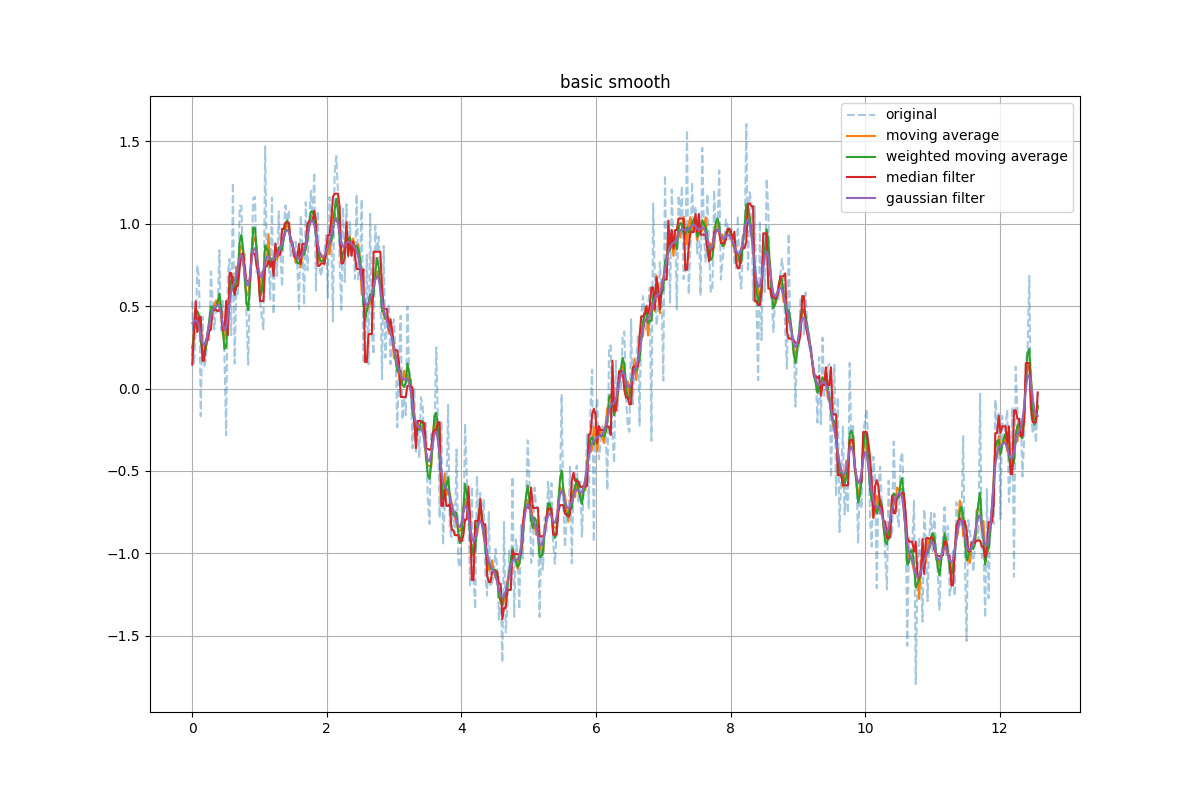 basic smooth
original
moving average
weighted moving average
median filter
gaussian filter
1.5
1.0
0.5
0.0
−0.5
−1.0
−1.5
0 2 4 6 8 10 12